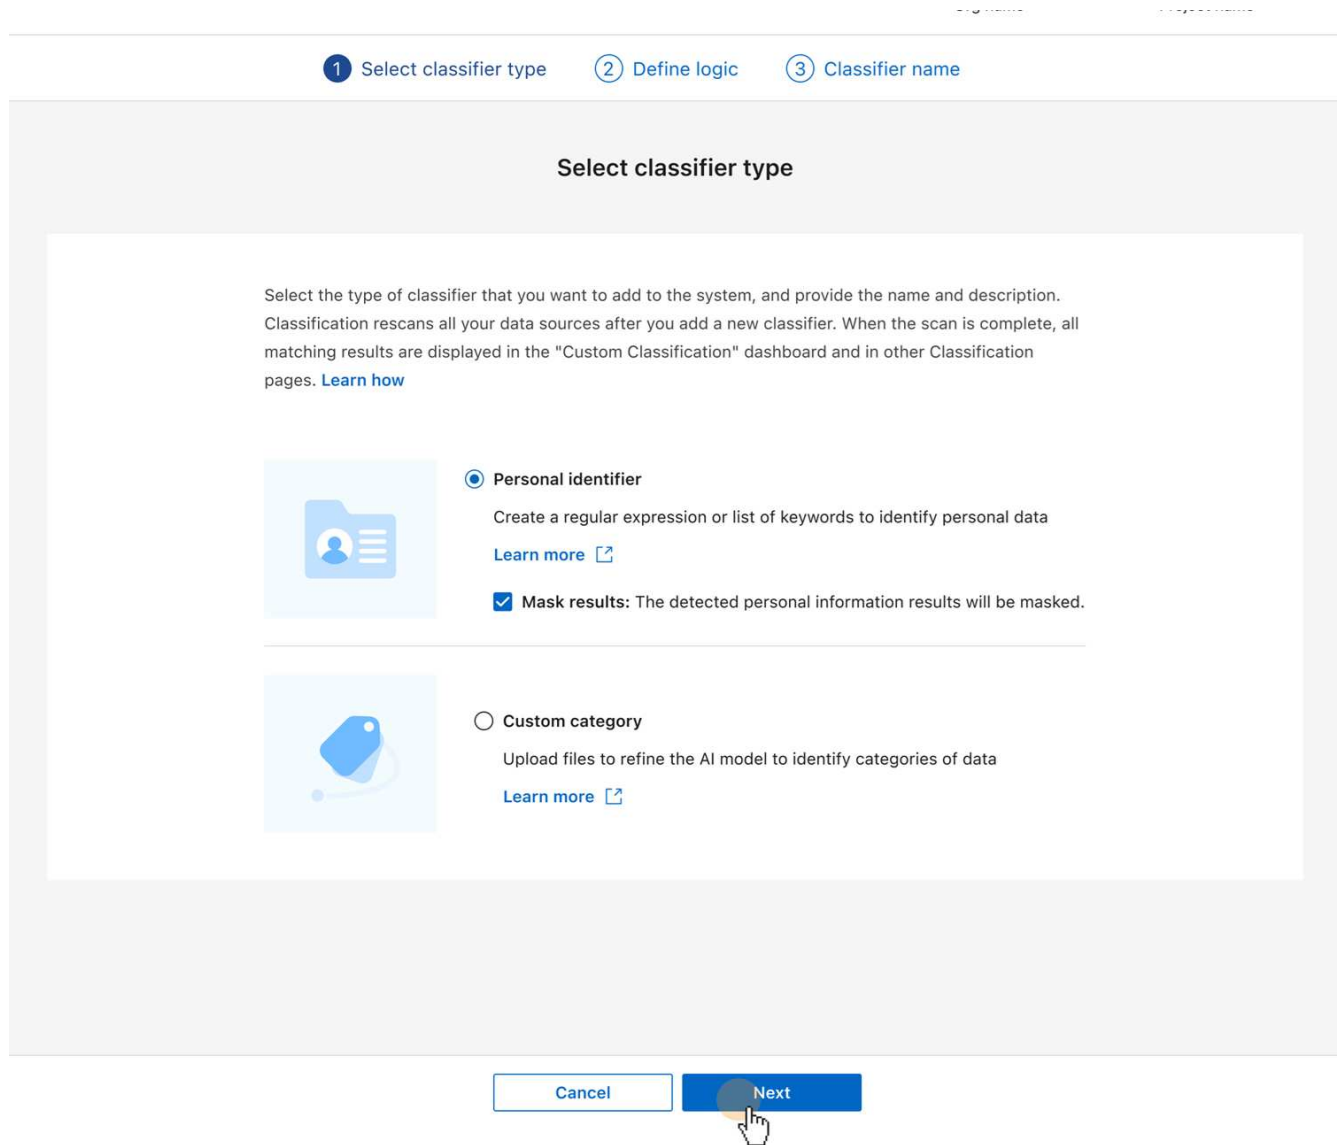 1 Select classifier type 2 Define logic 3 Classifier name
Select classifier type
Select the type of classifier that you want to add to the system, and provide the name and description.
Classification rescans all your data sources after you add a new classifier. When the scan is complete, all
matching results are displayed in the "Custom Classification" dashboard and in other Classification
pages. Learn how
Personal identifier
Create a regular expression or list of keywords to identify personal data
Learn more
Mask results: The detected personal information results will be masked.
Custom category
Upload files to refine the AI model to identify categories of data
Learn more
Cancel Next